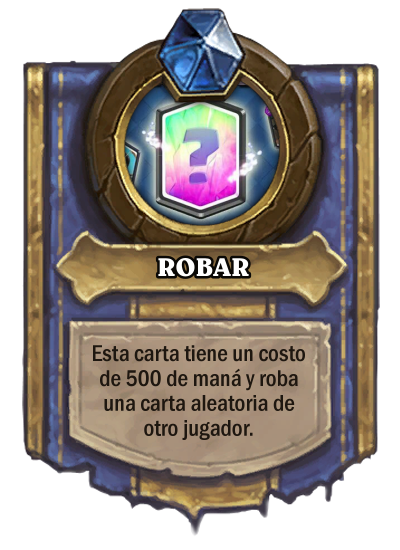 ?
ROBAR
Esta carta tiene un costo
de 500 de maná y roba
una carta aleatoria de
otro jugador.